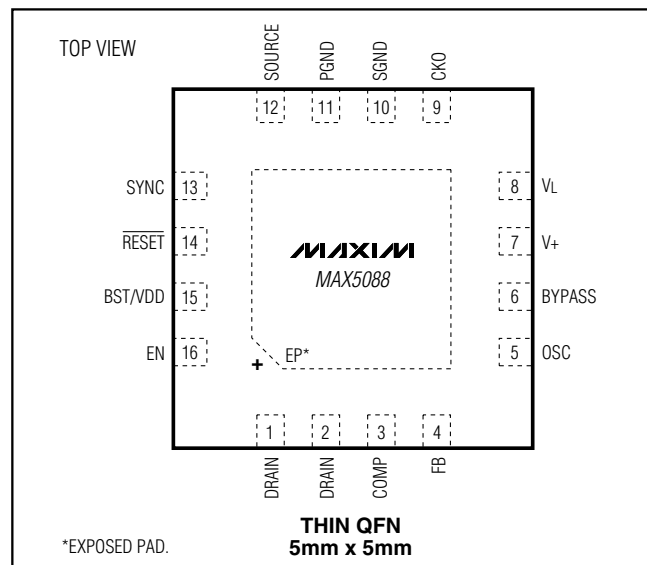 TOP VIEW
SOURCE
PGND
SGND
CKO
12
11
10
9
SYNC 13
8 VL
RESET 14
MAXIM
7 V+
BST/VDD 15
MAX5088
6 BYPASS
EN 16
+
EP*
5 OSC
1
2
3
4
DRAIN
DRAIN
COMP
FB
THIN QFN
5mm x 5mm
*EXPOSED PAD.